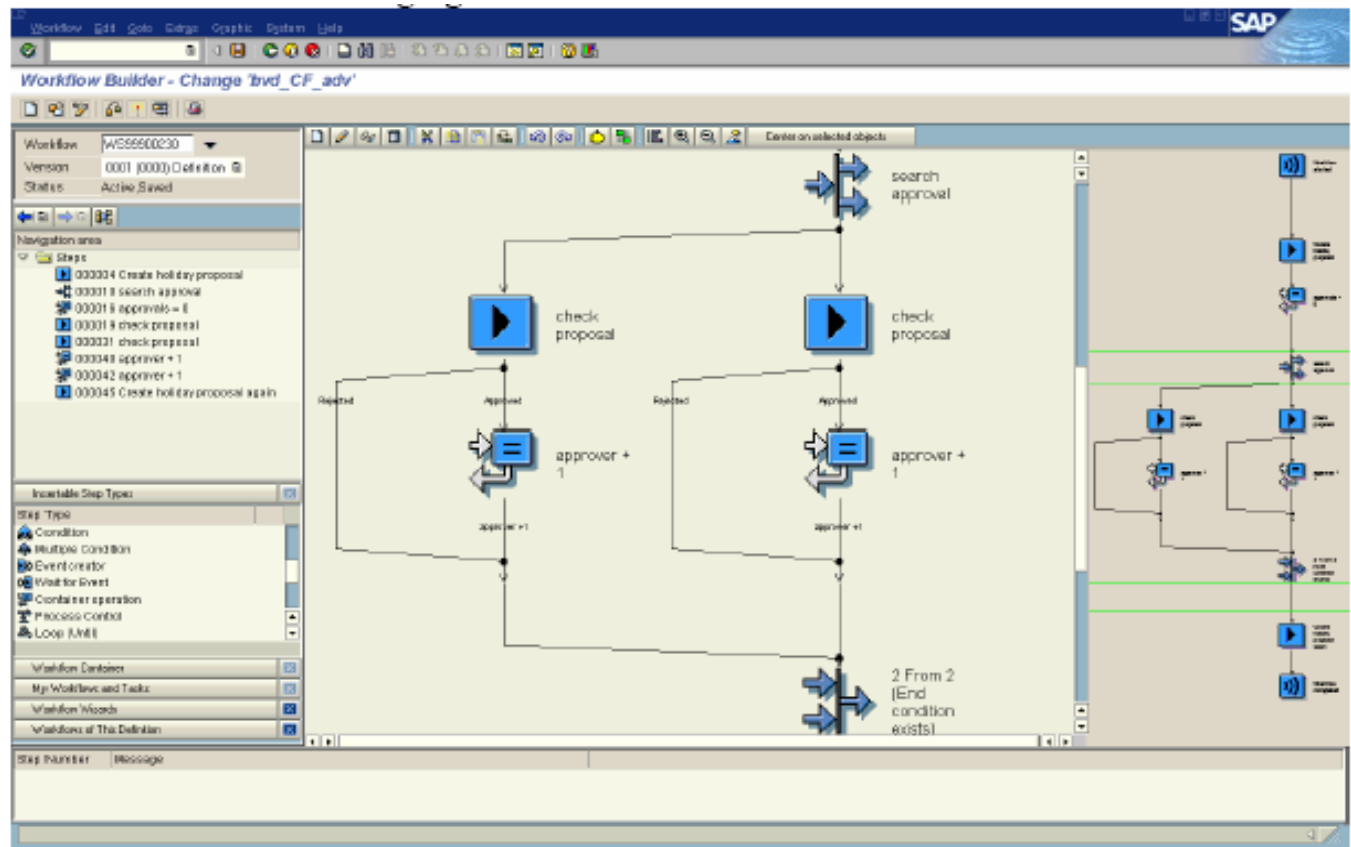 Workflow Edit Goto Extras Graphic System Help
SAP
Workflow Builder - Change 'bvd_CF_adv'
Workflow WS99900230
Version 0001 (0000) Definition
Status Active,Saved
Center on selected objects
Navigation area
Steps
000004 Create holiday proposal
000010 search approval
000016 approvals = 0
000019 check proposal
000031 check proposal
000040 approver + 1
000042 approver + 1
000045 Create holiday proposal again
Insertable Step Types
Step Type
Condition
Multiple Condition
Event creator
Wait for Event
Container operation
Process Control
Loop (Until)
Workflow Container
My Workflows and Tasks
Workflow Wizards
Workflows of This Definition
search
approval
check
proposal
check
proposal
Rejected
Approved
Rejected
Approved
approver +
1
approver +
1
approver +1
approver +1
2 From 2
(End
condition
exists)
Step Number Message